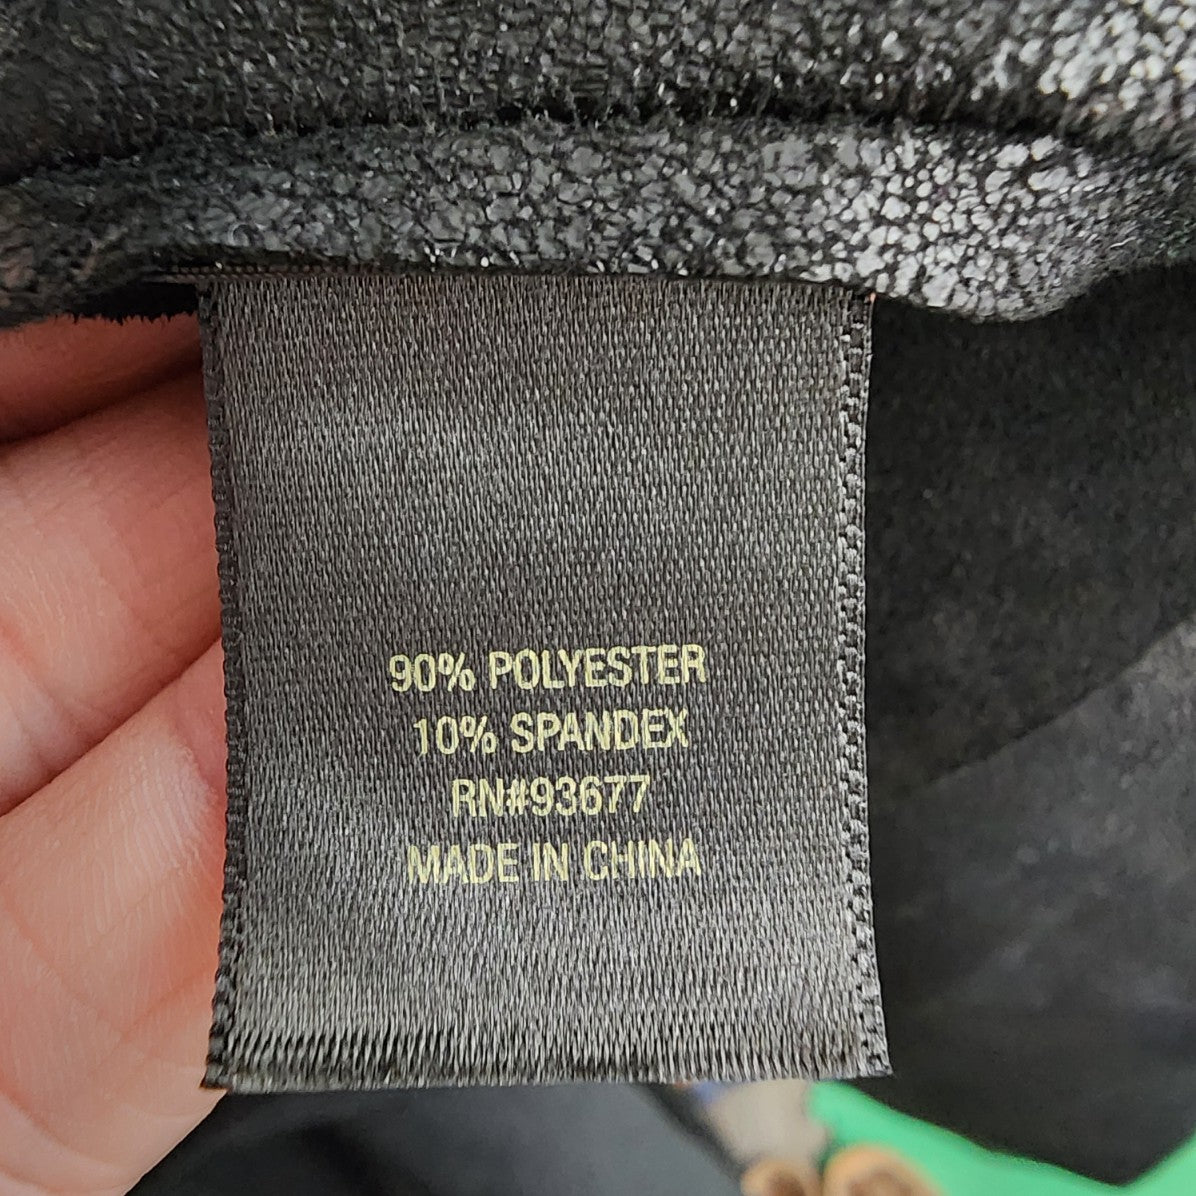 90% POLYESTER
10% SPANDEX
RN#93677
MADE IN CHINA